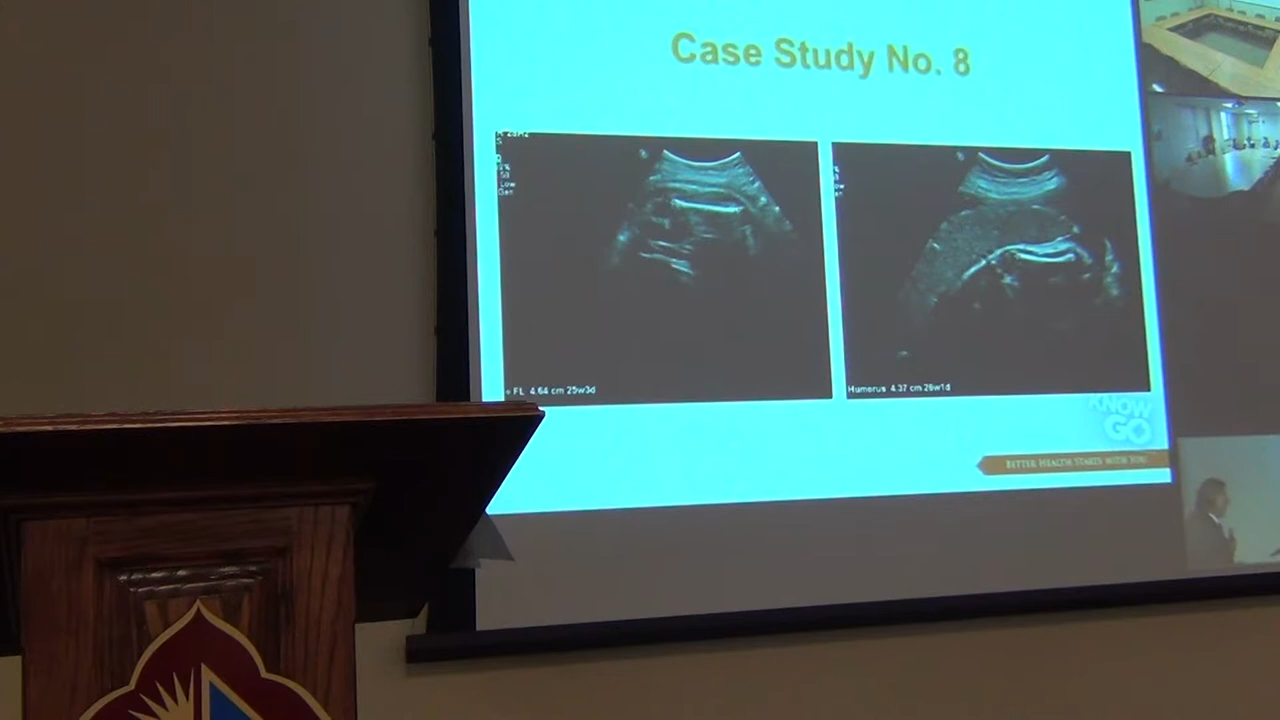 Case Study No. 8
Low
FL 4.64 cm 25w3d
Humerus 4.37 cm 26w1d
KNOW
GO
BETTER HEALTH STARTS WITH YOU